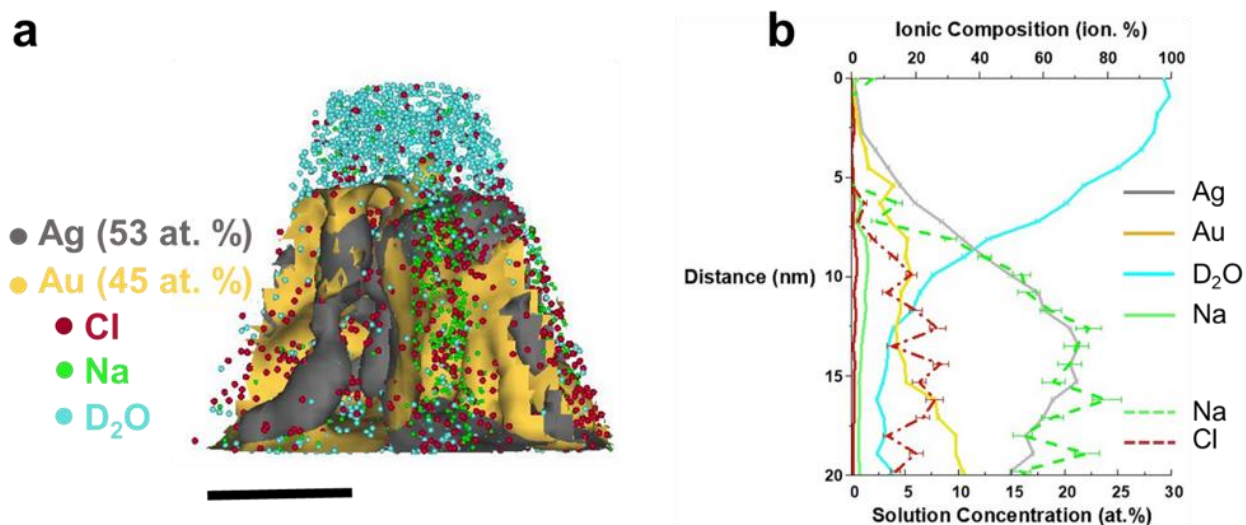 a
Ag (53 at. %)
Au (45 at. %)
Cl
Na
D₂O
b
Ionic Composition (ion. %)
0 20 40 60 80 100
0
5
Distance (nm) 10
15
20
0 5 10 15 20 25 30
Solution Concentration (at.%)
Ag
Au
D₂O
Na
Na
Cl